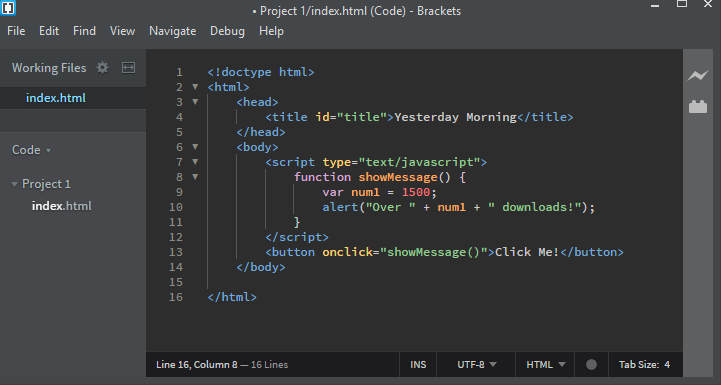 • Project 1/index.html (Code) - Brackets
File Edit Find View Navigate Debug Help
Working Files
index.html
Code
Project 1
index.html
1 <!doctype html>
2 <html>
3 <head>
4 <title id="title">Yesterday Morning</title>
5 </head>
6 <body>
7 <script type="text/javascript">
8 function showMessage() {
9 var num1 = 1500;
10 alert("Over " + num1 + " downloads!");
11 }
12 </script>
13 <button onclick="showMessage()">Click Me!</button>
14 </body>
15
16 </html>
Line 16, Column 8 — 16 Lines INS UTF-8 HTML Tab Size: 4